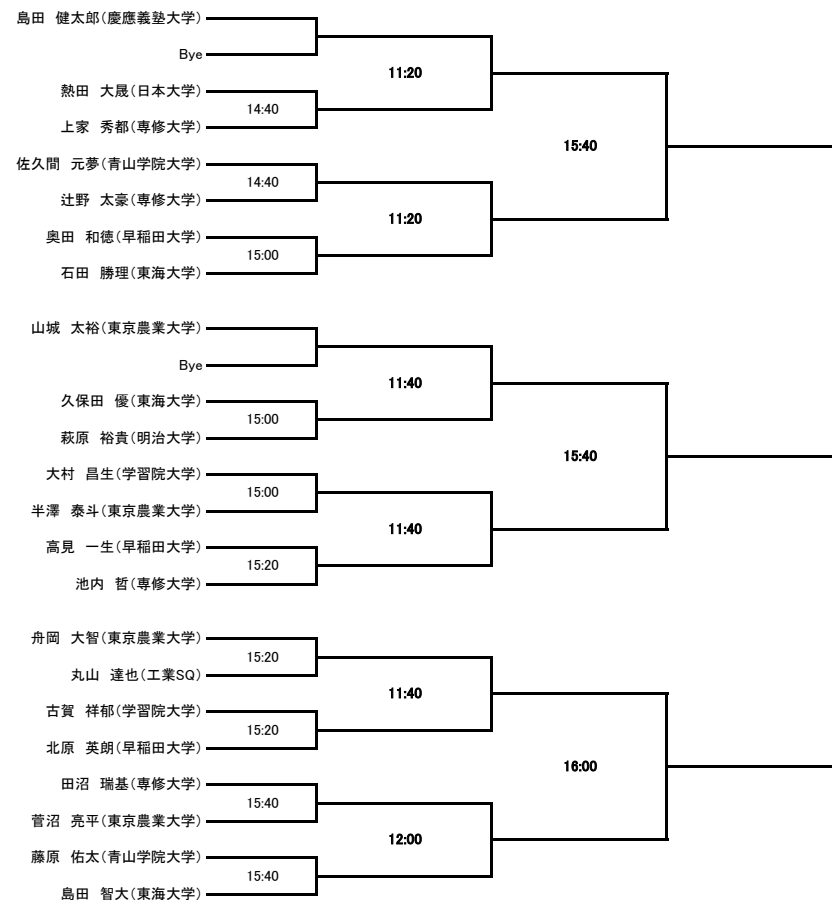 島田 健太郎(慶應義塾大学)
Bye
11:20
熱田 大晟(日本大学)
14:40
上家 秀都(専修大学)
15:40
佐久間 元夢(青山学院大学)
14:40
辻野 太豪(専修大学)
11:20
奥田 和徳(早稲田大学)
15:00
石田 勝理(東海大学)
山城 太裕(東京農業大学)
Bye
11:40
久保田 優(東海大学)
15:00
萩原 裕貴(明治大学)
15:40
大村 昌生(学習院大学)
15:00
半澤 泰斗(東京農業大学)
11:40
高見 一生(早稲田大学)
15:20
池内 哲(専修大学)
舟岡 大智(東京農業大学)
15:20
丸山 達也(工業SQ)
11:40
古賀 祥郁(学習院大学)
15:20
北原 英朗(早稲田大学)
16:00
田沼 瑞基(専修大学)
15:40
菅沼 亮平(東京農業大学)
12:00
藤原 佑太(青山学院大学)
15:40
島田 智大(東海大学)